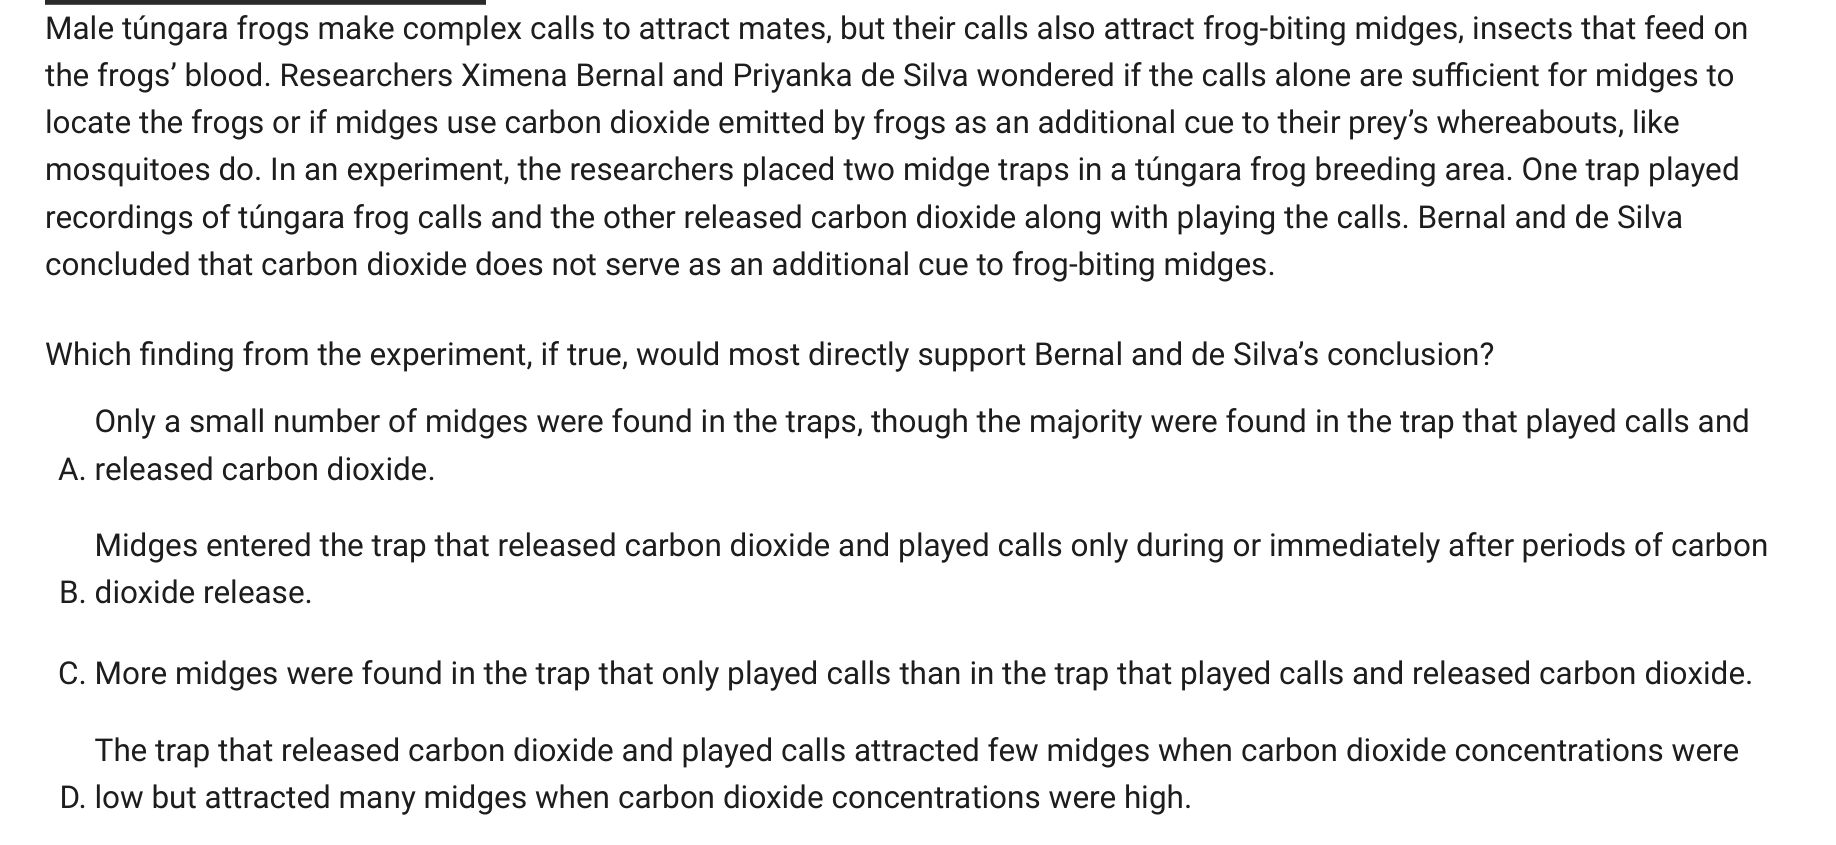 Male túngara frogs make complex calls to attract mates, but their calls also attract frog-biting midges, insects that feed on
the frogs’ blood. Researchers Ximena Bernal and Priyanka de Silva wondered if the calls alone are sufficient for midges to
locate the frogs or if midges use carbon dioxide emitted by frogs as an additional cue to their prey’s whereabouts, like
mosquitoes do. In an experiment, the researchers placed two midge traps in a túngara frog breeding area. One trap played
recordings of túngara frog calls and the other released carbon dioxide along with playing the calls. Bernal and de Silva
concluded that carbon dioxide does not serve as an additional cue to frog-biting midges.
Which finding from the experiment, if true, would most directly support Bernal and de Silva’s conclusion?
Only a small number of midges were found in the traps, though the majority were found in the trap that played calls and
A. released carbon dioxide.
Midges entered the trap that released carbon dioxide and played calls only during or immediately after periods of carbon
B. dioxide release.
C. More midges were found in the trap that only played calls than in the trap that played calls and released carbon dioxide.
The trap that released carbon dioxide and played calls attracted few midges when carbon dioxide concentrations were
D. low but attracted many midges when carbon dioxide concentrations were high.